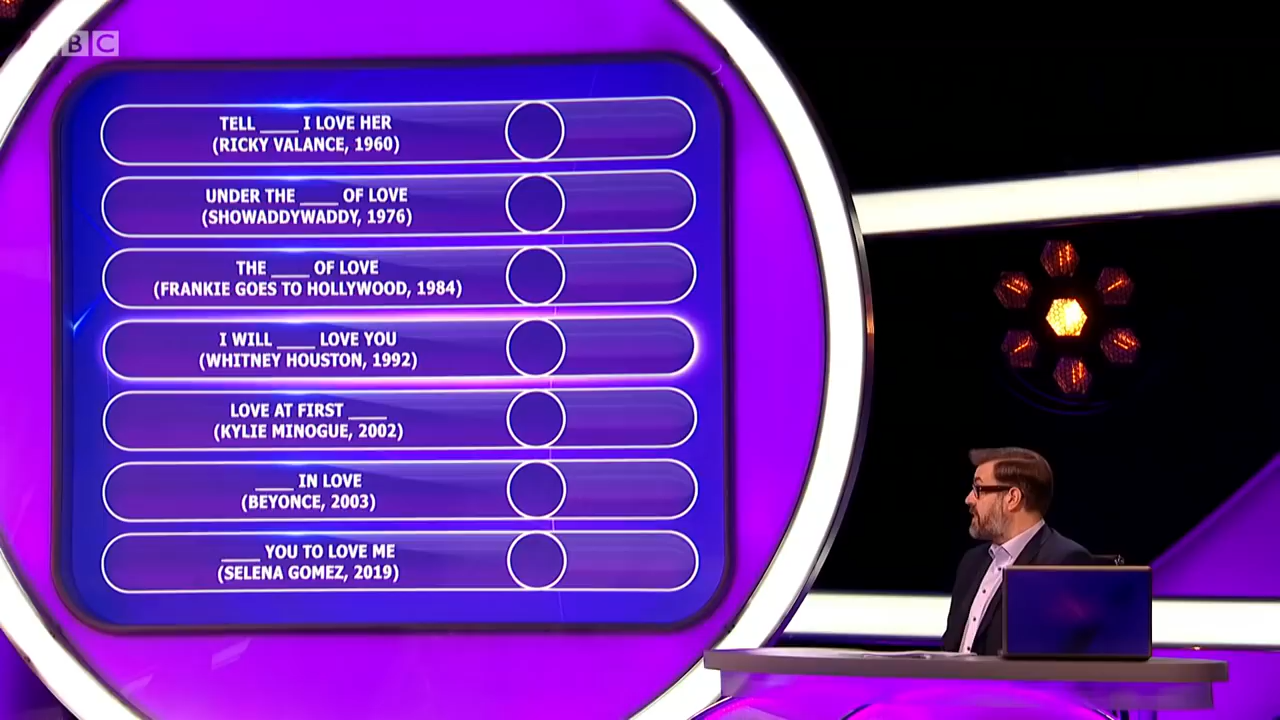 BBC
TELL ____ I LOVE HER
(RICKY VALANCE, 1960)
UNDER THE ____ OF LOVE
(SHOWADDYWADDY, 1976)
THE ____ OF LOVE
(FRANKIE GOES TO HOLLYWOOD, 1984)
I WILL ____ LOVE YOU
(WHITNEY HOUSTON, 1992)
LOVE AT FIRST ____
(KYLIE MINOGUE, 2002)
____ IN LOVE
(BEYONCE, 2003)
____ YOU TO LOVE ME
(SELENA GOMEZ, 2019)